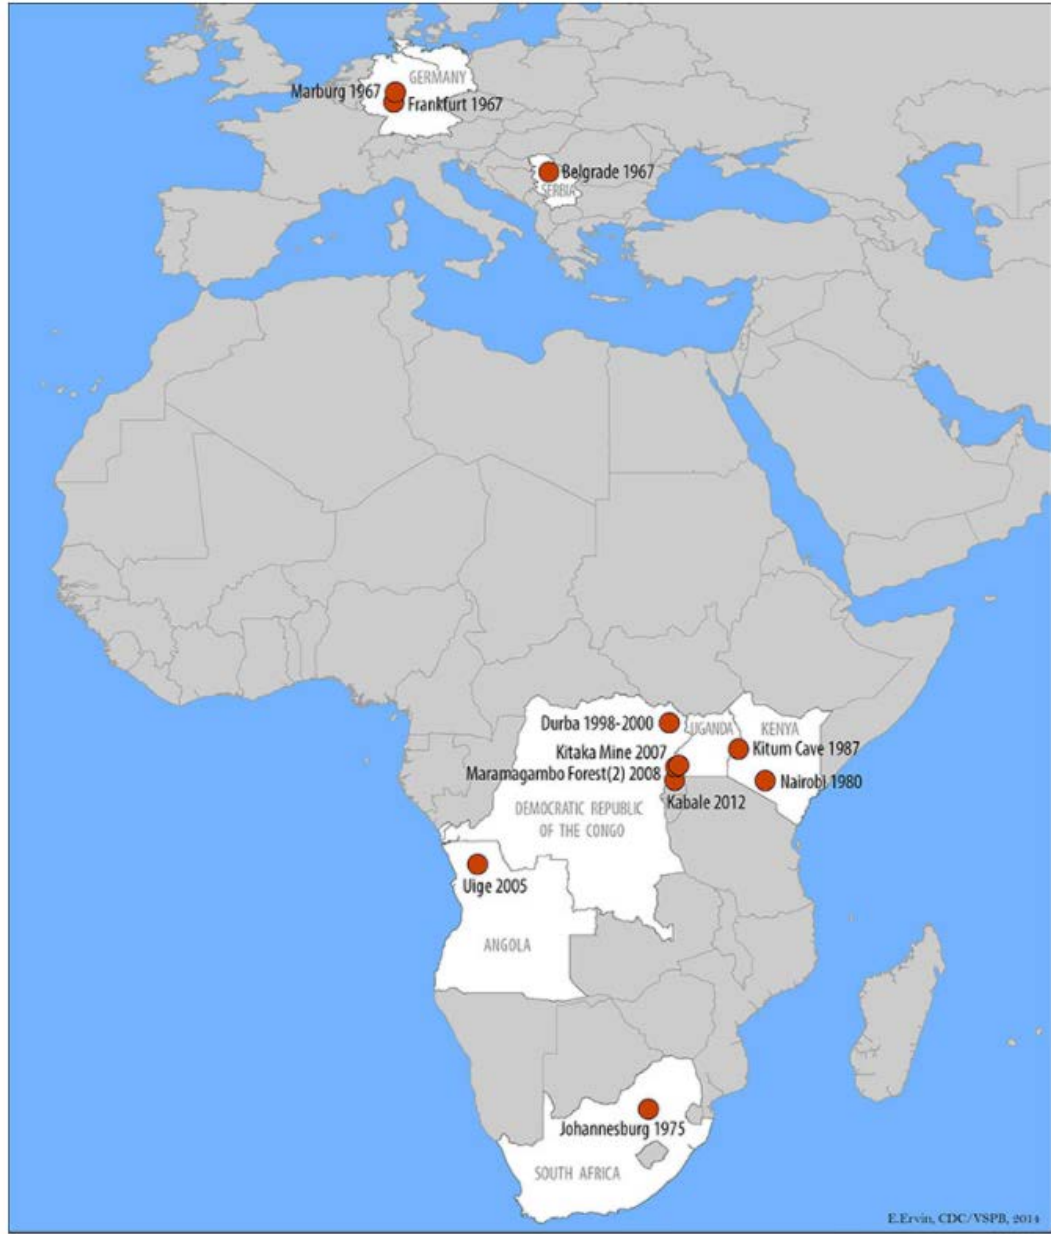 GERMANY
Marburg 1967
Frankfurt 1967
Belgrade 1967
SERBIA
Durba 1998-2000
UGANDA
KENYA
Kitaka Mine 2007
Kitum Cave 1987
Maramagambo Forest(2) 2008
Nairobi 1980
Kabale 2012
DEMOCRATIC REPUBLIC
OF THE CONGO
Uige 2005
ANGOLA
Johannesburg 1975
SOUTH AFRICA
E.Ervin, CDC/VSPB, 2014